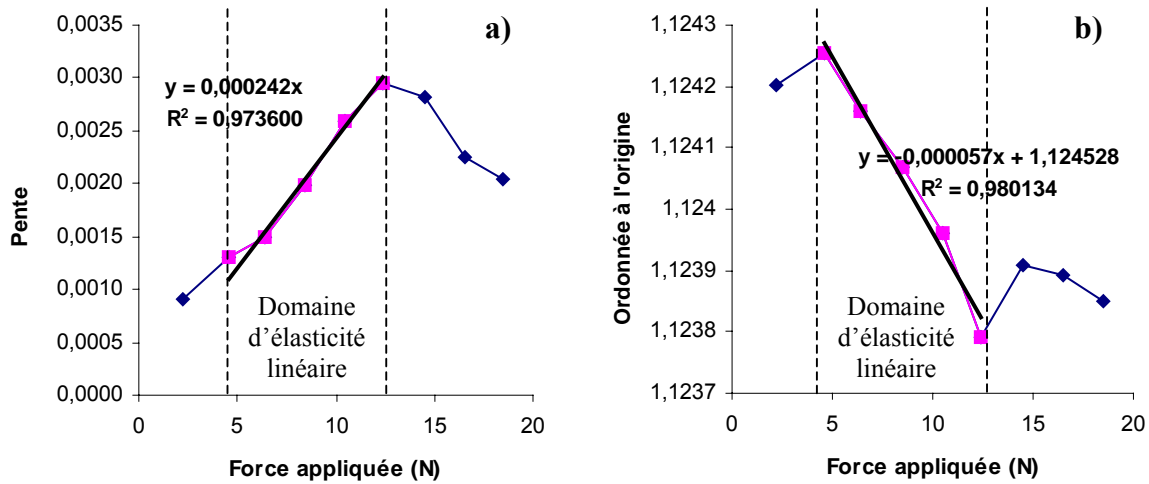 a)
0,0035
0,0030
0,0025
0,0020
0,0015
0,0010
0,0005
0,0000
Pente
y = 0,000242x
R² = 0,973600
Domaine
d’élasticité
linéaire
0
5
10
15
20
Force appliquée (N)
b)
1,1243
1,1242
1,1241
1,124
1,1239
1,1238
1,1237
Ordonnée à l'origine
y = -0,000057x + 1,124528
R² = 0,980134
Domaine
d’élasticité
linéaire
0
5
10
15
20
Force appliquée (N)